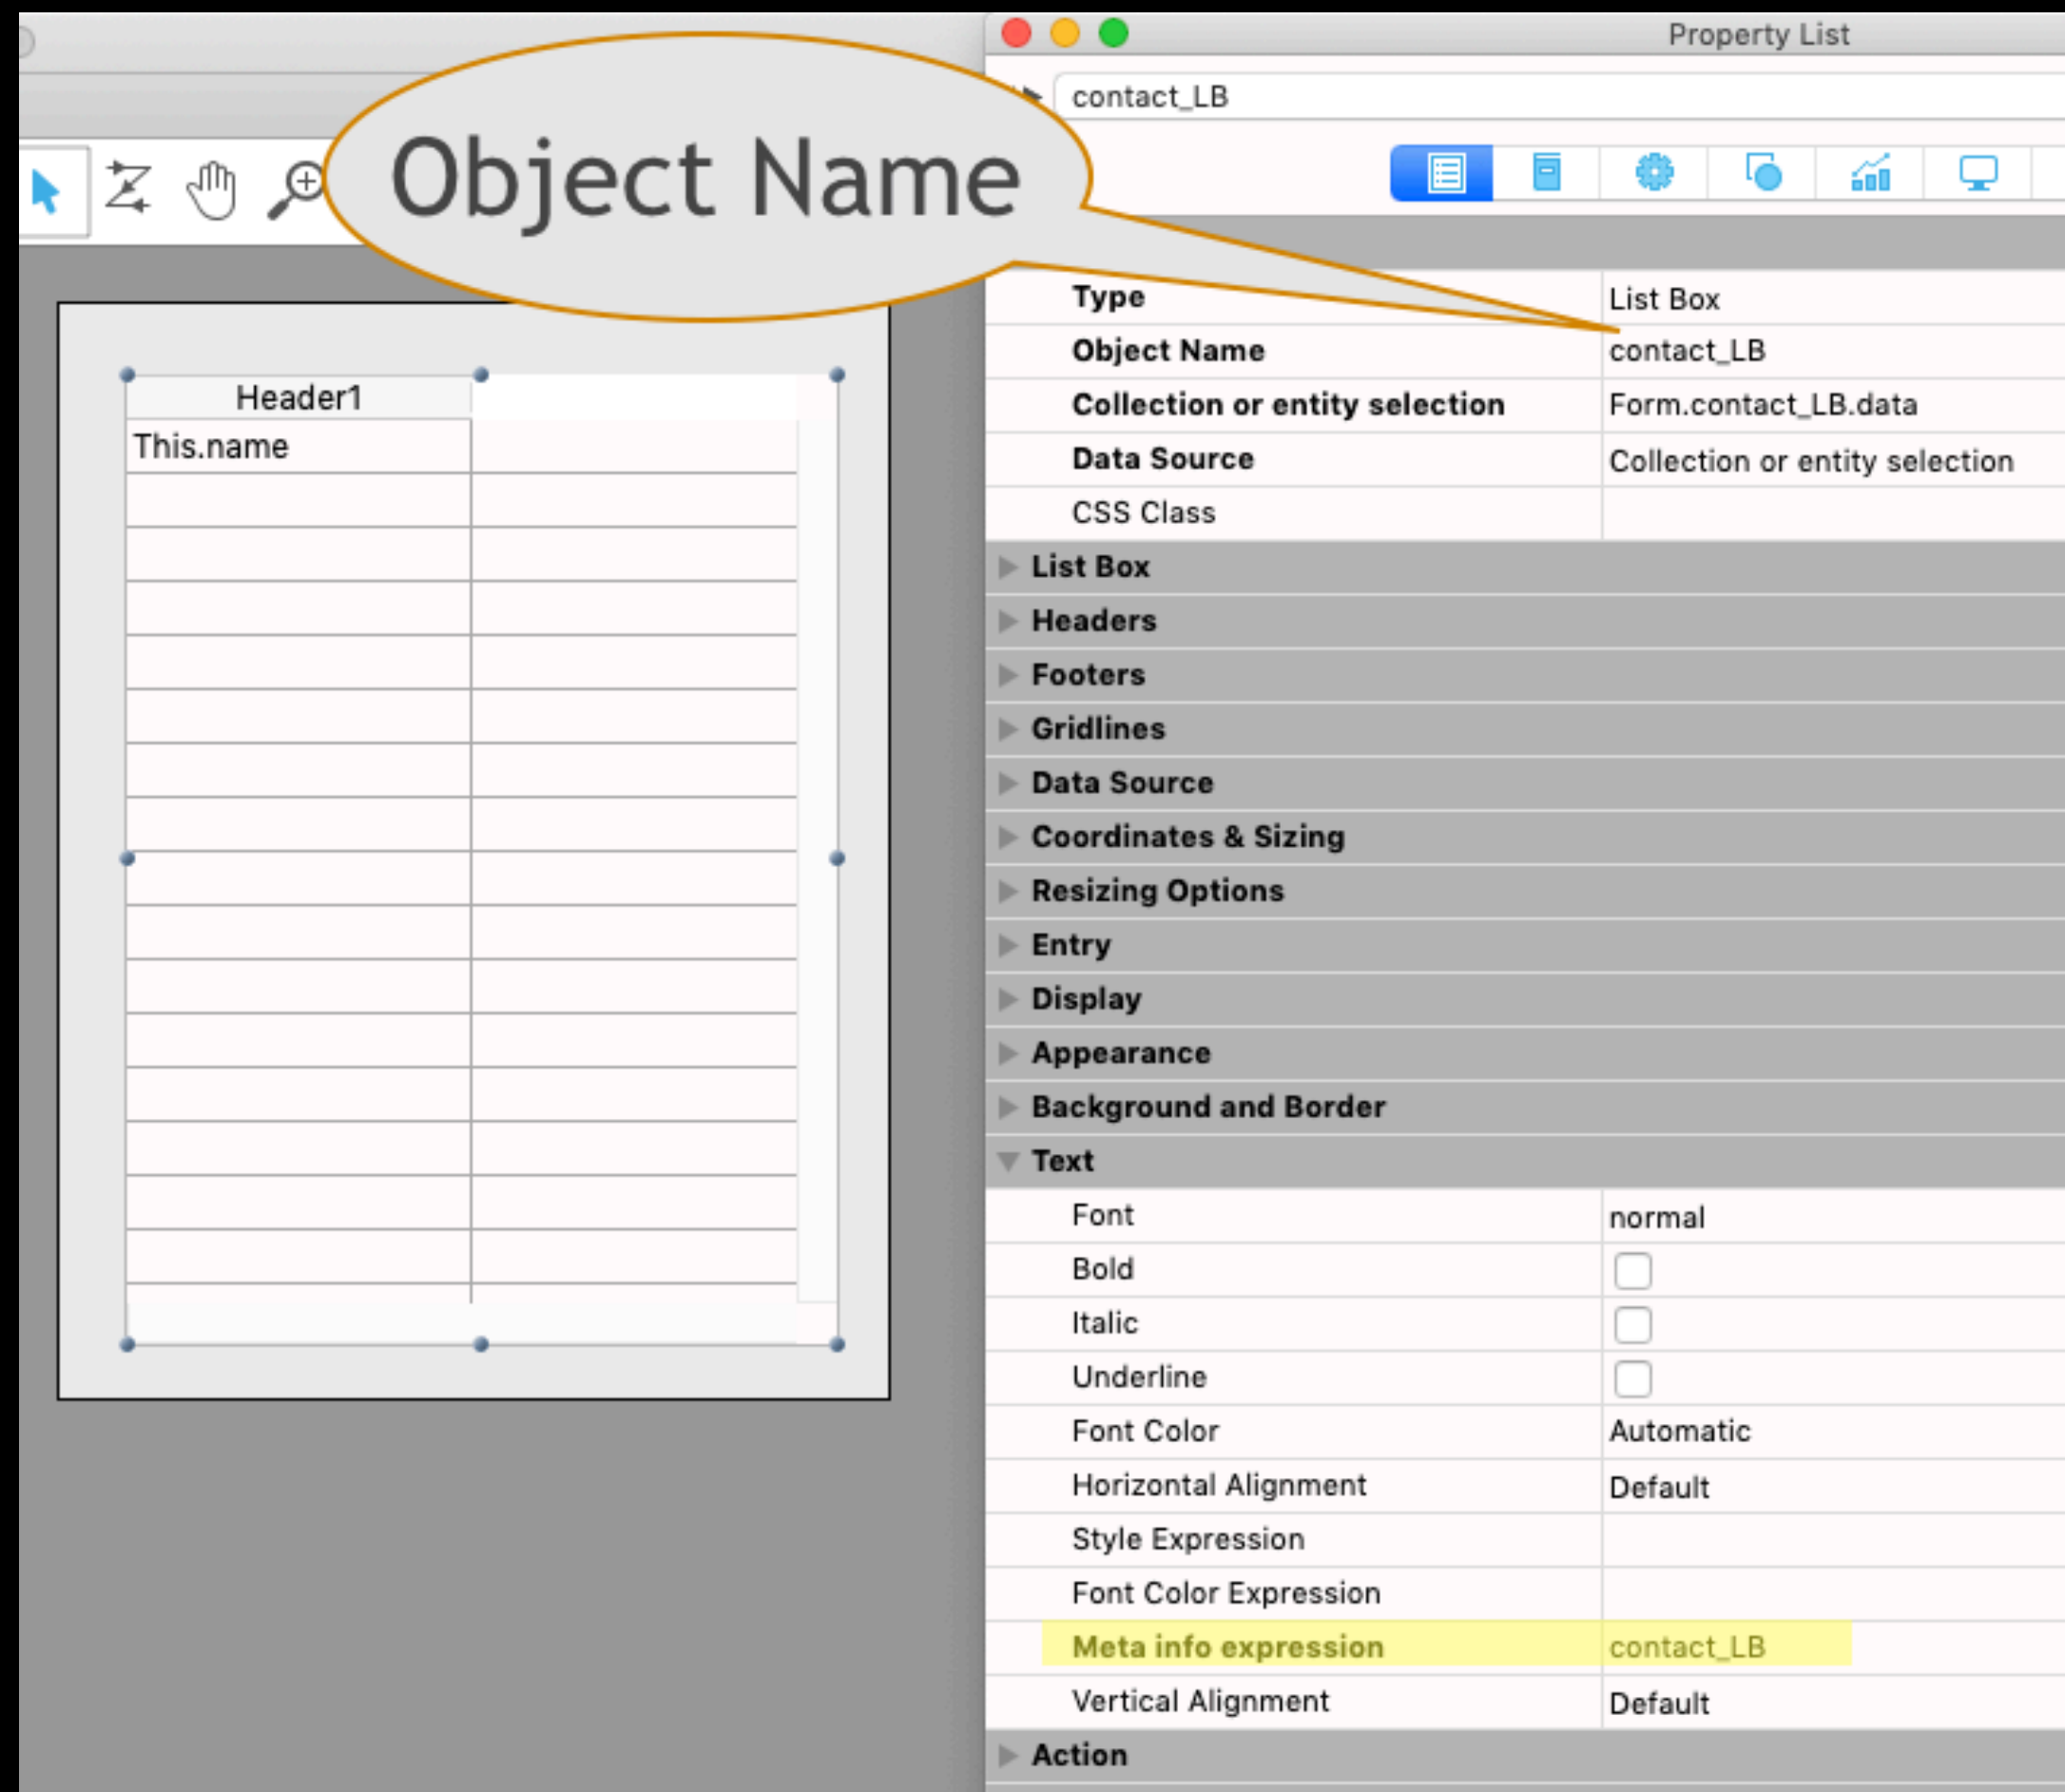 Property List
contact_LB
Object Name
Header1
This.name
Type List Box
Object Name contact_LB
Collection or entity selection Form.contact_LB.data
Data Source Collection or entity selection
CSS Class
List Box
Headers
Footers
Gridlines
Data Source
Coordinates & Sizing
Resizing Options
Entry
Display
Appearance
Background and Border
Text
Font normal
Bold
Italic
Underline
Font Color Automatic
Horizontal Alignment Default
Style Expression
Font Color Expression
Meta info expression contact_LB
Vertical Alignment Default
Action